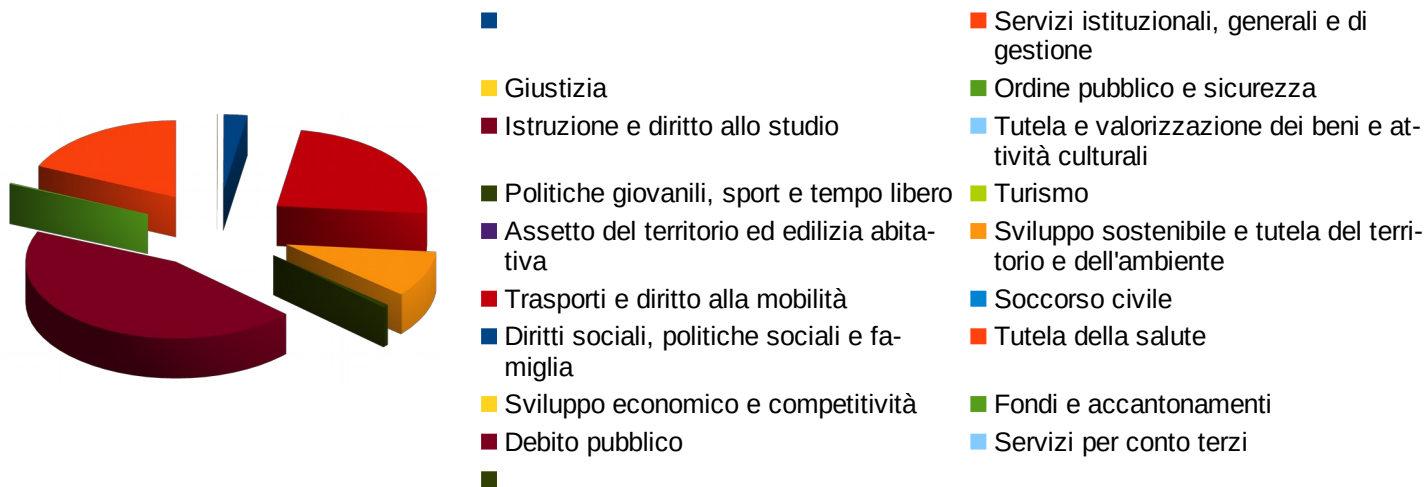 Servizi istituzionali, generali e di
gestione
Giustizia
Ordine pubblico e sicurezza
Istruzione e diritto allo studio
Tutela e valorizzazione dei beni e at-
tività culturali
Politiche giovanili, sport e tempo libero
Turismo
Assetto del territorio ed edilizia abita-
tiva
Sviluppo sostenibile e tutela del terri-
torio e dell'ambiente
Trasporti e diritto alla mobilità
Soccorso civile
Diritti sociali, politiche sociali e fa-
miglia
Tutela della salute
Sviluppo economico e competitività
Fondi e accantonamenti
Debito pubblico
Servizi per conto terzi